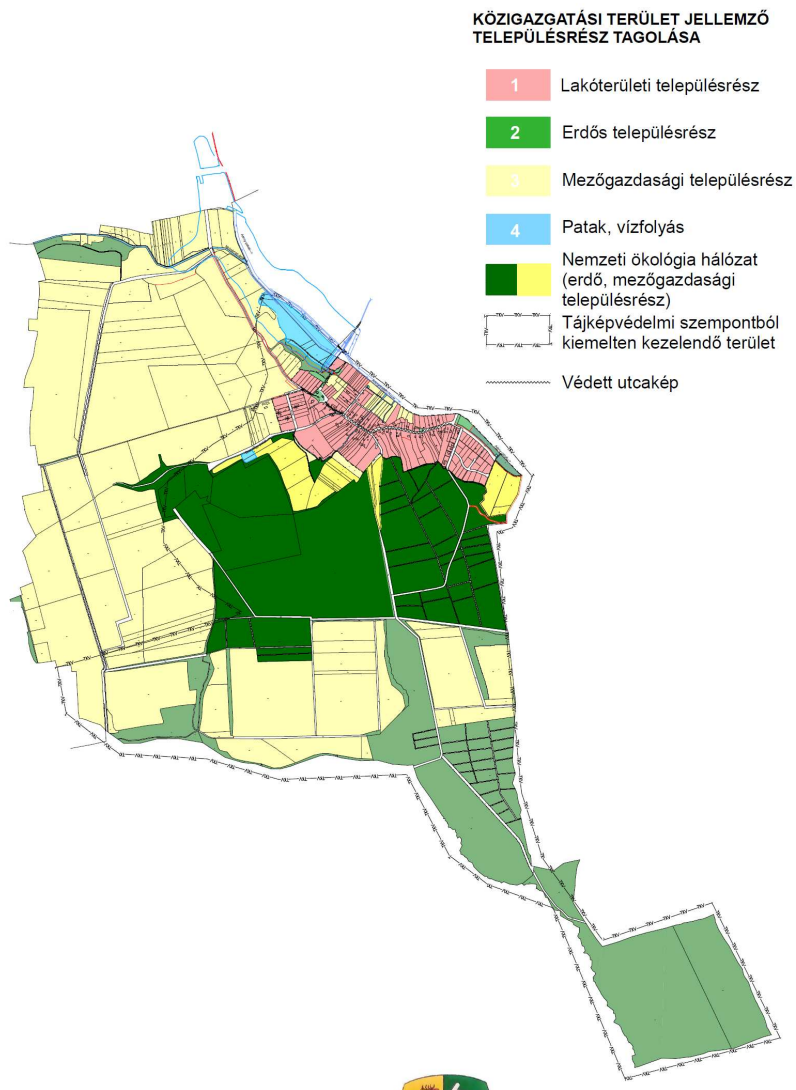 KÖZIGAZGATÁSI TERÜLET JELLEMZŐ
TELEPÜLÉSRÉSZ TAGOLÁSA
1 Lakóterületi településrész
2 Erdős településrész
3 Mezőgazdasági településrész
4 Patak, vízfolyás
Nemzeti ökológia hálózat
(erdő, mezőgazdasági
településrész)
Tájképvédelmi szempontból
kiemelten kezelendő terület
Védett utcakép